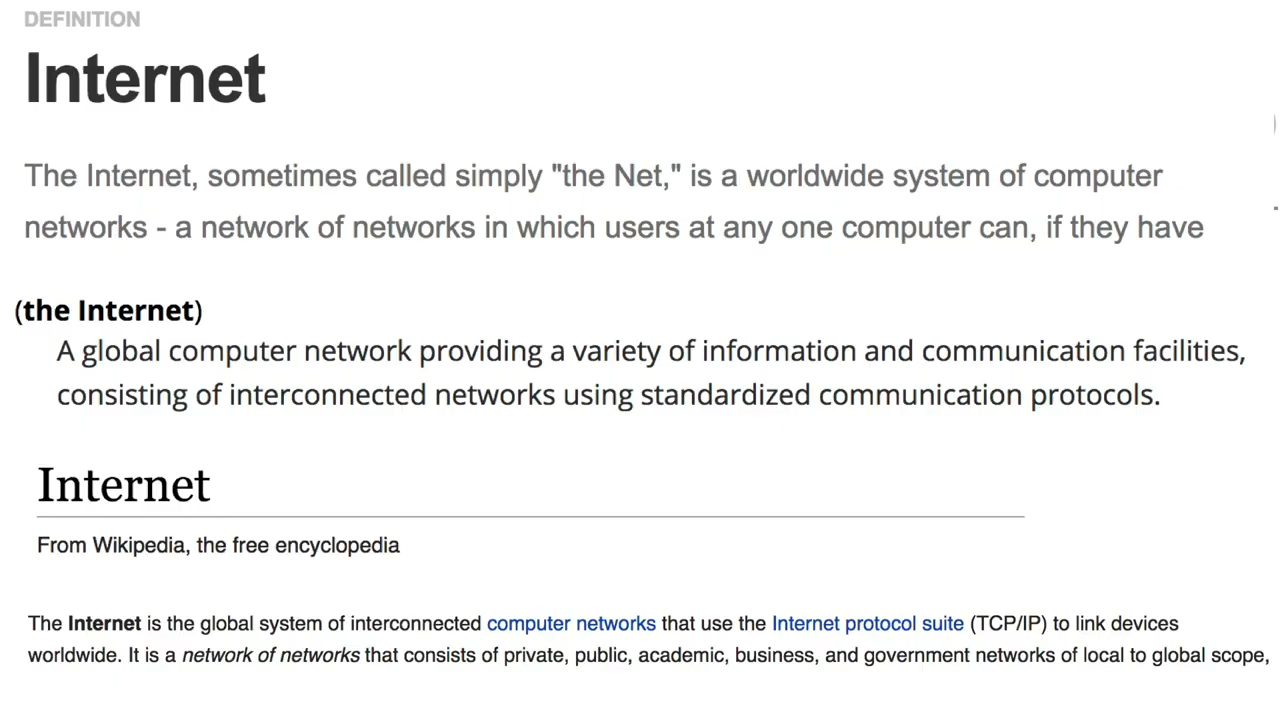 DEFINITION
Internet
The Internet, sometimes called simply "the Net," is a worldwide system of computer
networks - a network of networks in which users at any one computer can, if they have
(the Internet)
A global computer network providing a variety of information and communication facilities,
consisting of interconnected networks using standardized communication protocols.
Internet
From Wikipedia, the free encyclopedia
The Internet is the global system of interconnected computer networks that use the Internet protocol suite (TCP/IP) to link devices
worldwide. It is a network of networks that consists of private, public, academic, business, and government networks of local to global scope,